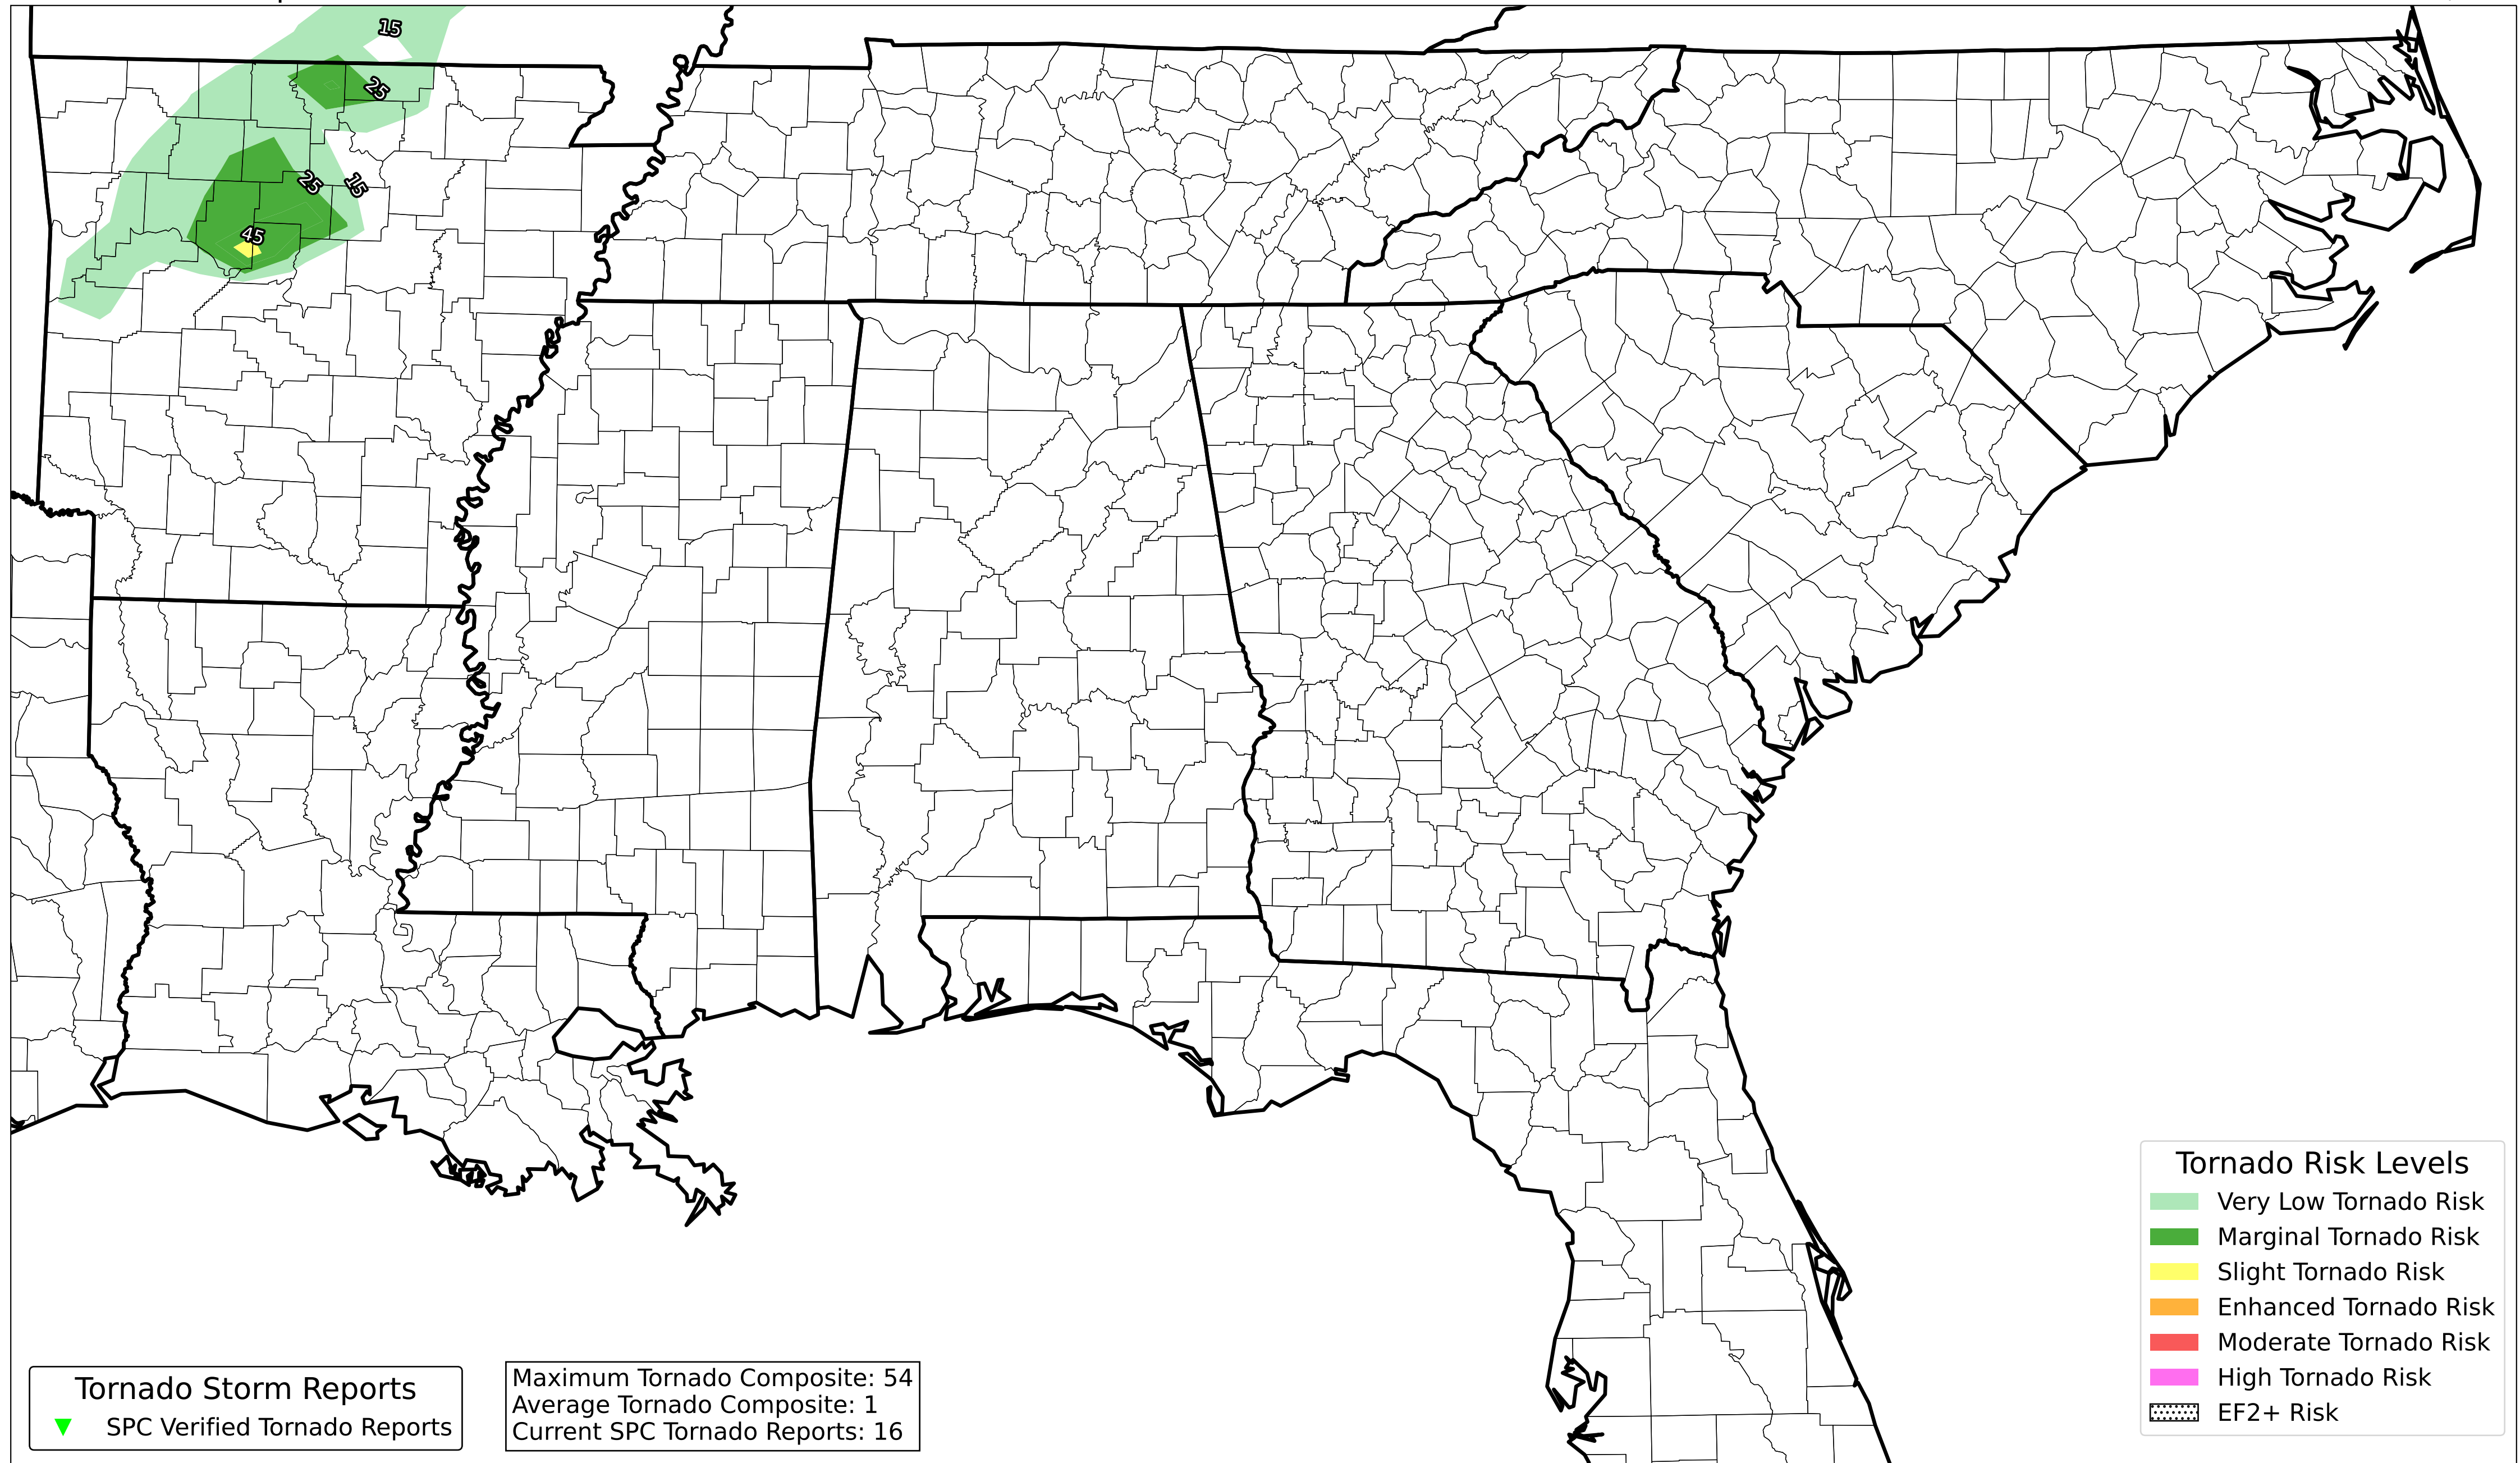 15
25
25
15
45
Tornado Risk Levels
Very Low Tornado Risk
Marginal Tornado Risk
Slight Tornado Risk
Enhanced Tornado Risk
Moderate Tornado Risk
High Tornado Risk
EF2+ Risk
Tornado Storm Reports
SPC Verified Tornado Reports
Maximum Tornado Composite: 54
Average Tornado Composite: 1
Current SPC Tornado Reports: 16